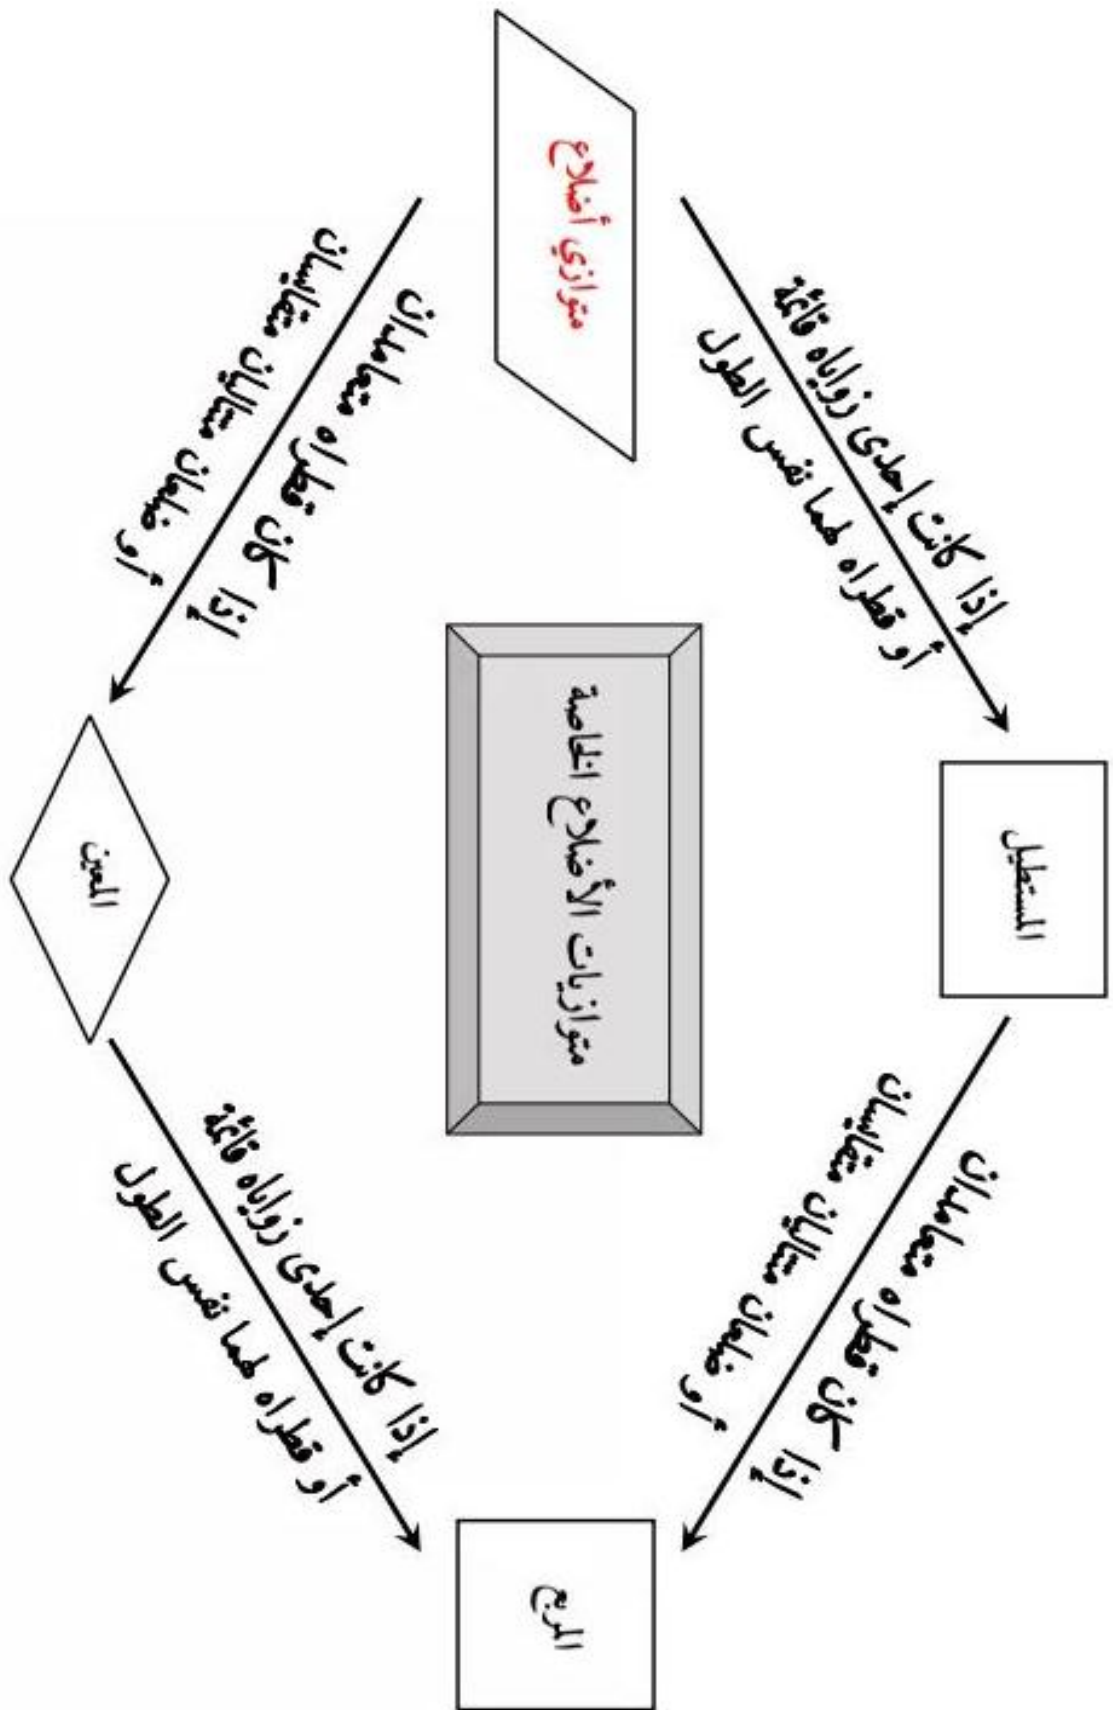 متوازي أضلاع
إذا كانت إحدى زواياه قائمة
أو قطراه لهما نفس الطول
إذا كان قطراه متعامدان
أو ضلعان متتاليان متقايسان
متوازيات الأضلاع الخاصة
المستطيل
المعين
إذا كان قطراه متعامدان
أو ضلعان متتاليان متقايسان
إذا كانت إحدى زواياه قائمة
أو قطراه لهما نفس الطول
المربع